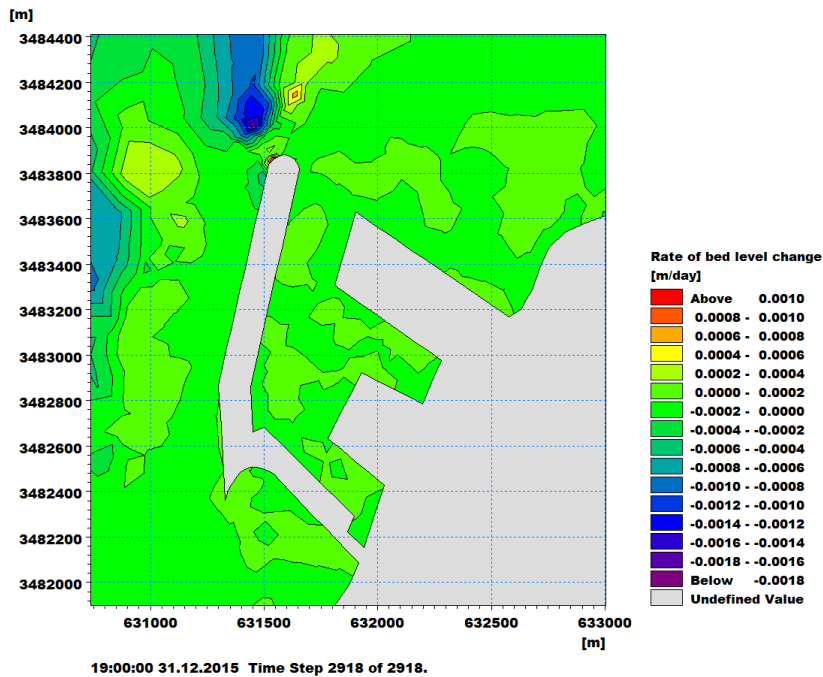 [m]
3484400
3484200
3484000
3483800
3483600
3483400
3483200
3483000
3482800
3482600
3482400
3482200
3482000
631000 631500 632000 632500 633000
[m]
Rate of bed level change
[m/day]
Above 0.0010
0.0008 - 0.0010
0.0006 - 0.0008
0.0004 - 0.0006
0.0002 - 0.0004
0.0000 - 0.0002
-0.0002 - 0.0000
-0.0004 - -0.0002
-0.0006 - -0.0004
-0.0008 - -0.0006
-0.0010 - -0.0008
-0.0012 - -0.0010
-0.0014 - -0.0012
-0.0016 - -0.0014
-0.0018 - -0.0016
Below -0.0018
Undefined Value
19:00:00 31.12.2015 Time Step 2918 of 2918.